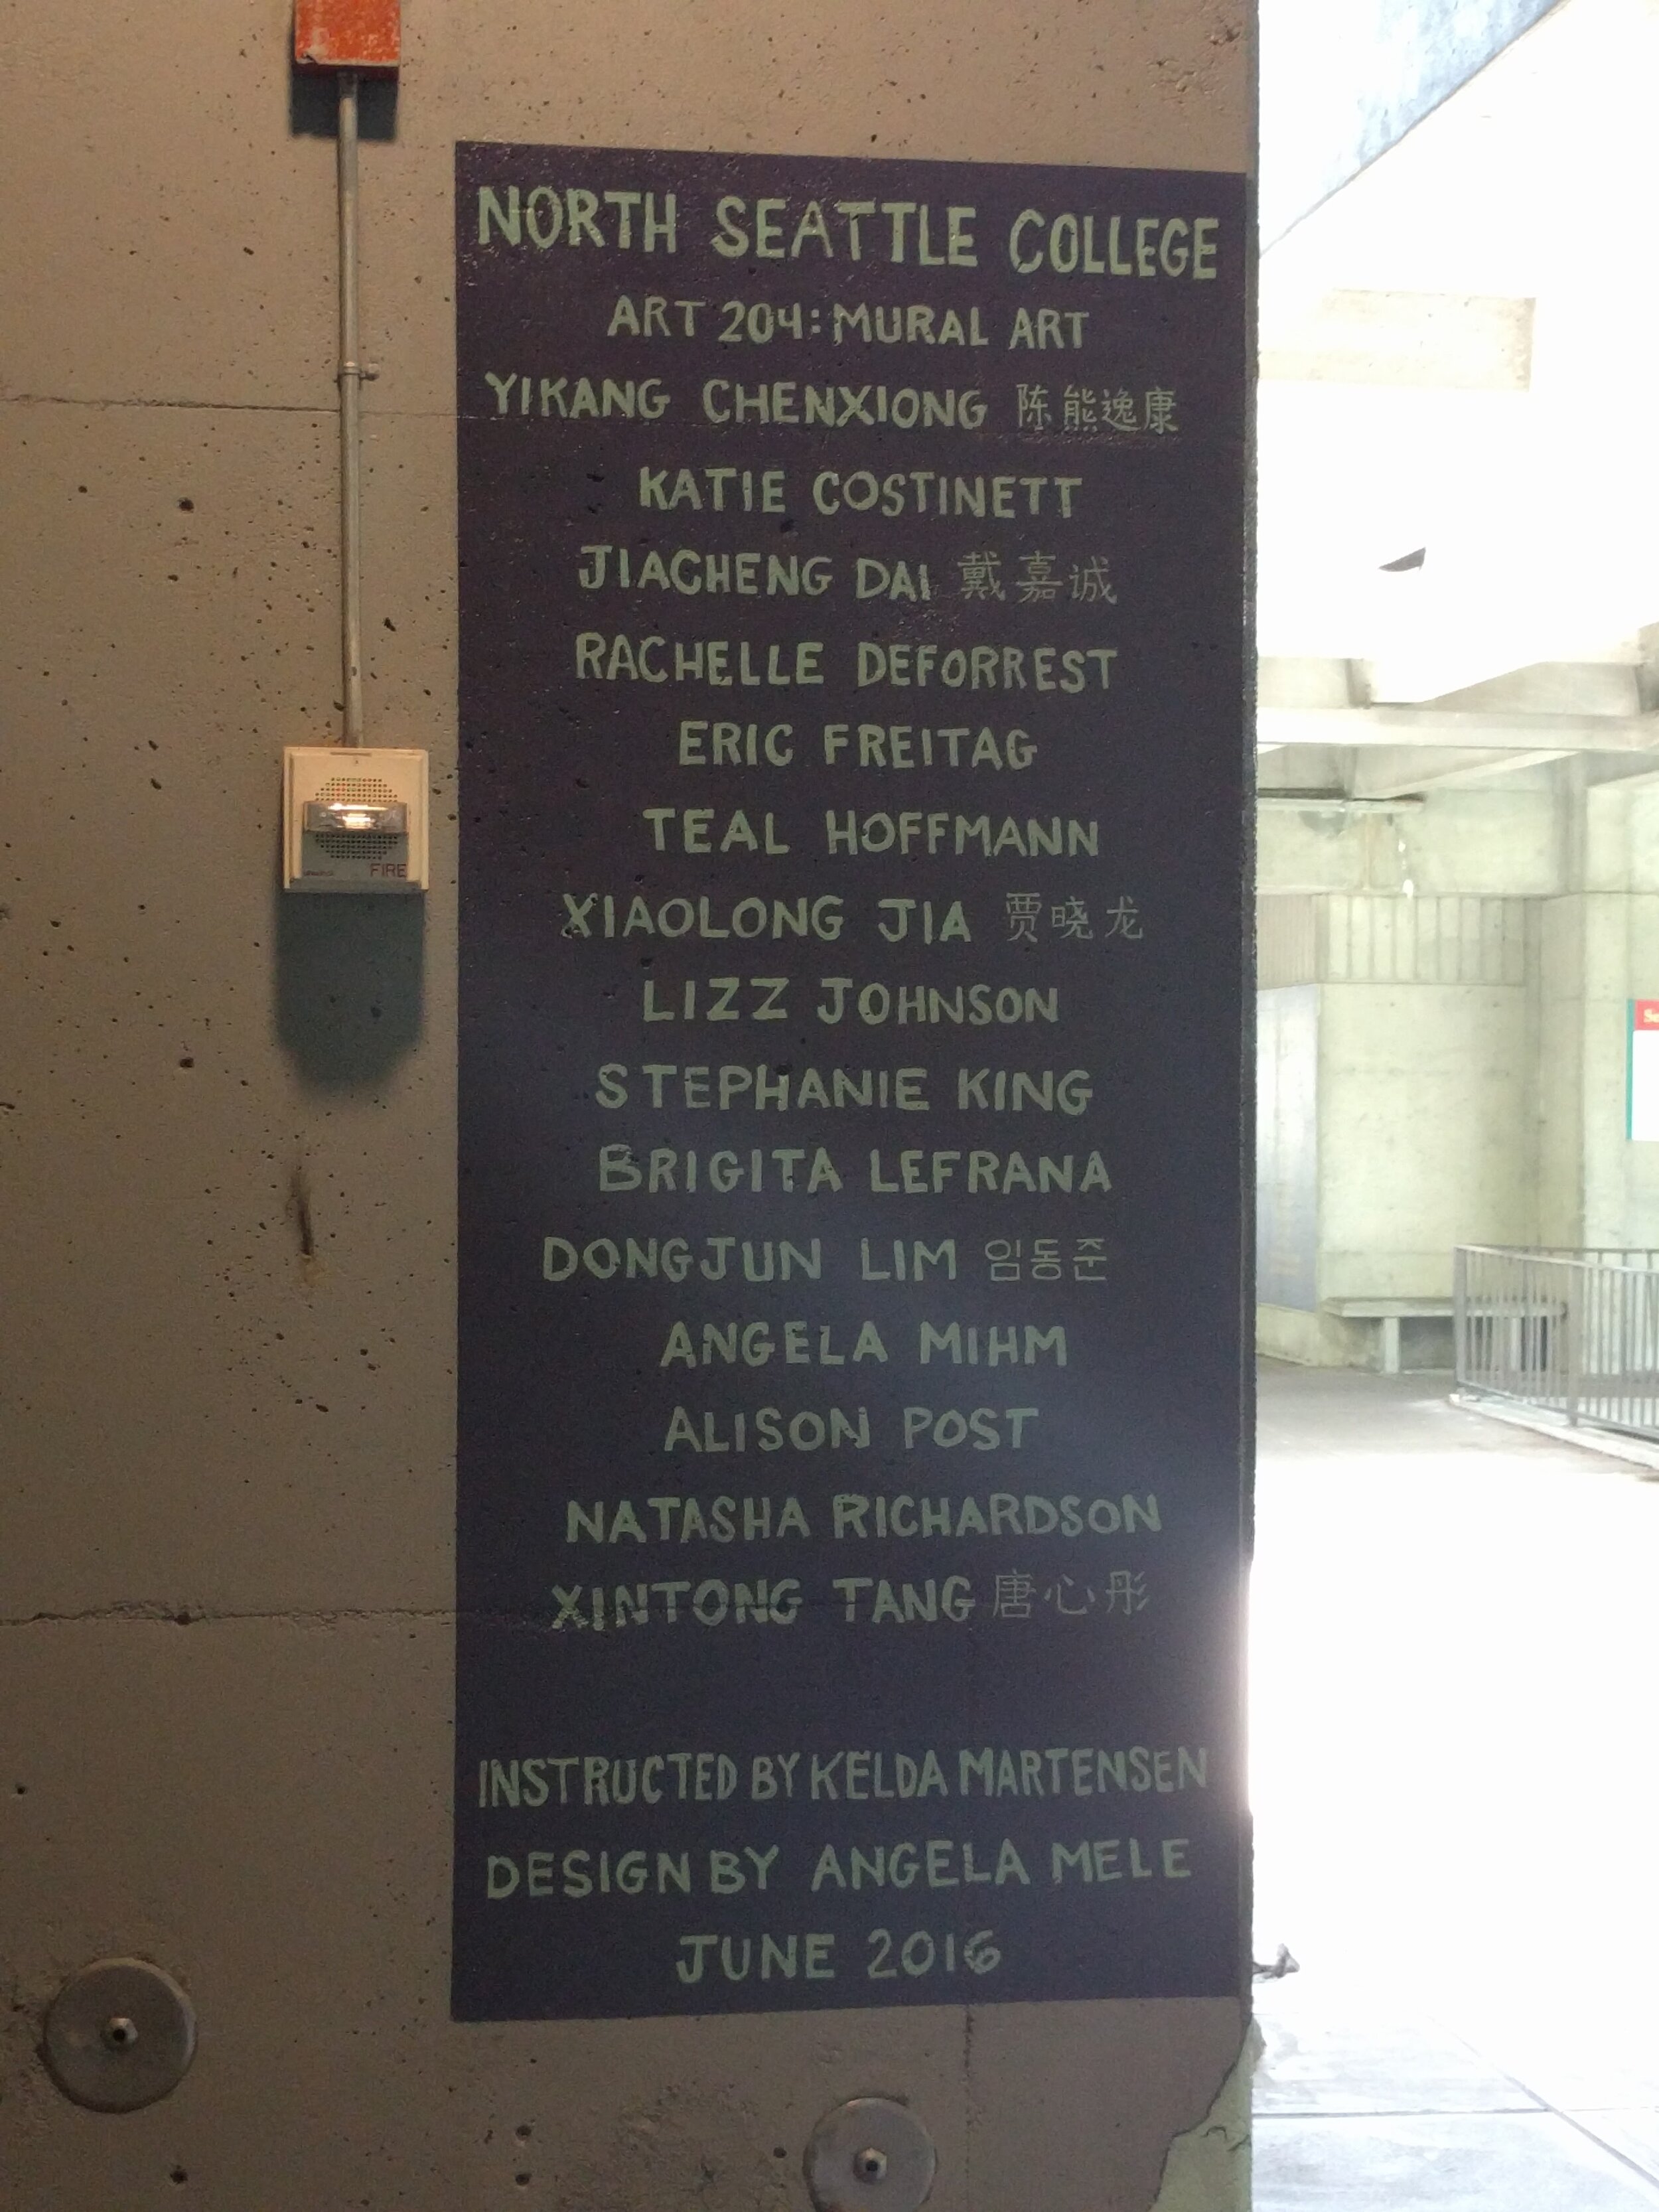 NORTH SEATTLE COLLEGE
ART 204: MURAL ART
YIKANG CHENXIONG 陈熊逸康
KATIE COSTINETT
JIACHENG DAI 戴嘉诚
RACHELLE DEFORREST
ERIC FREITAG
TEAL HOFFMANN
XIAOLONG JIA 贾晓龙
LIZZ JOHNSON
STEPHANIE KING
BRIGITA LEFRANA
DONGJUN LIM 임동준
ANGELA MIHM
ALISON POST
NATASHA RICHARDSON
XINTONG TANG 唐心彤
INSTRUCTED BY KELDA MARTENSEN
DESIGN BY ANGELA MELE
JUNE 2016
FIRE